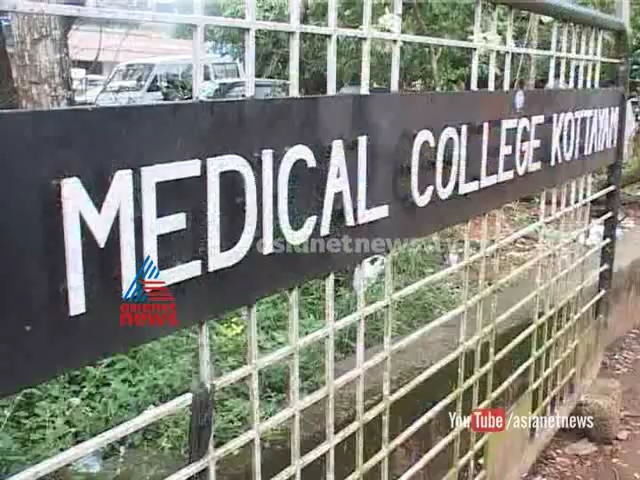 MEDICAL COLLEGE KOTTAYAM
asianetnews.tv
asianet
news
YouTube /asianetnews